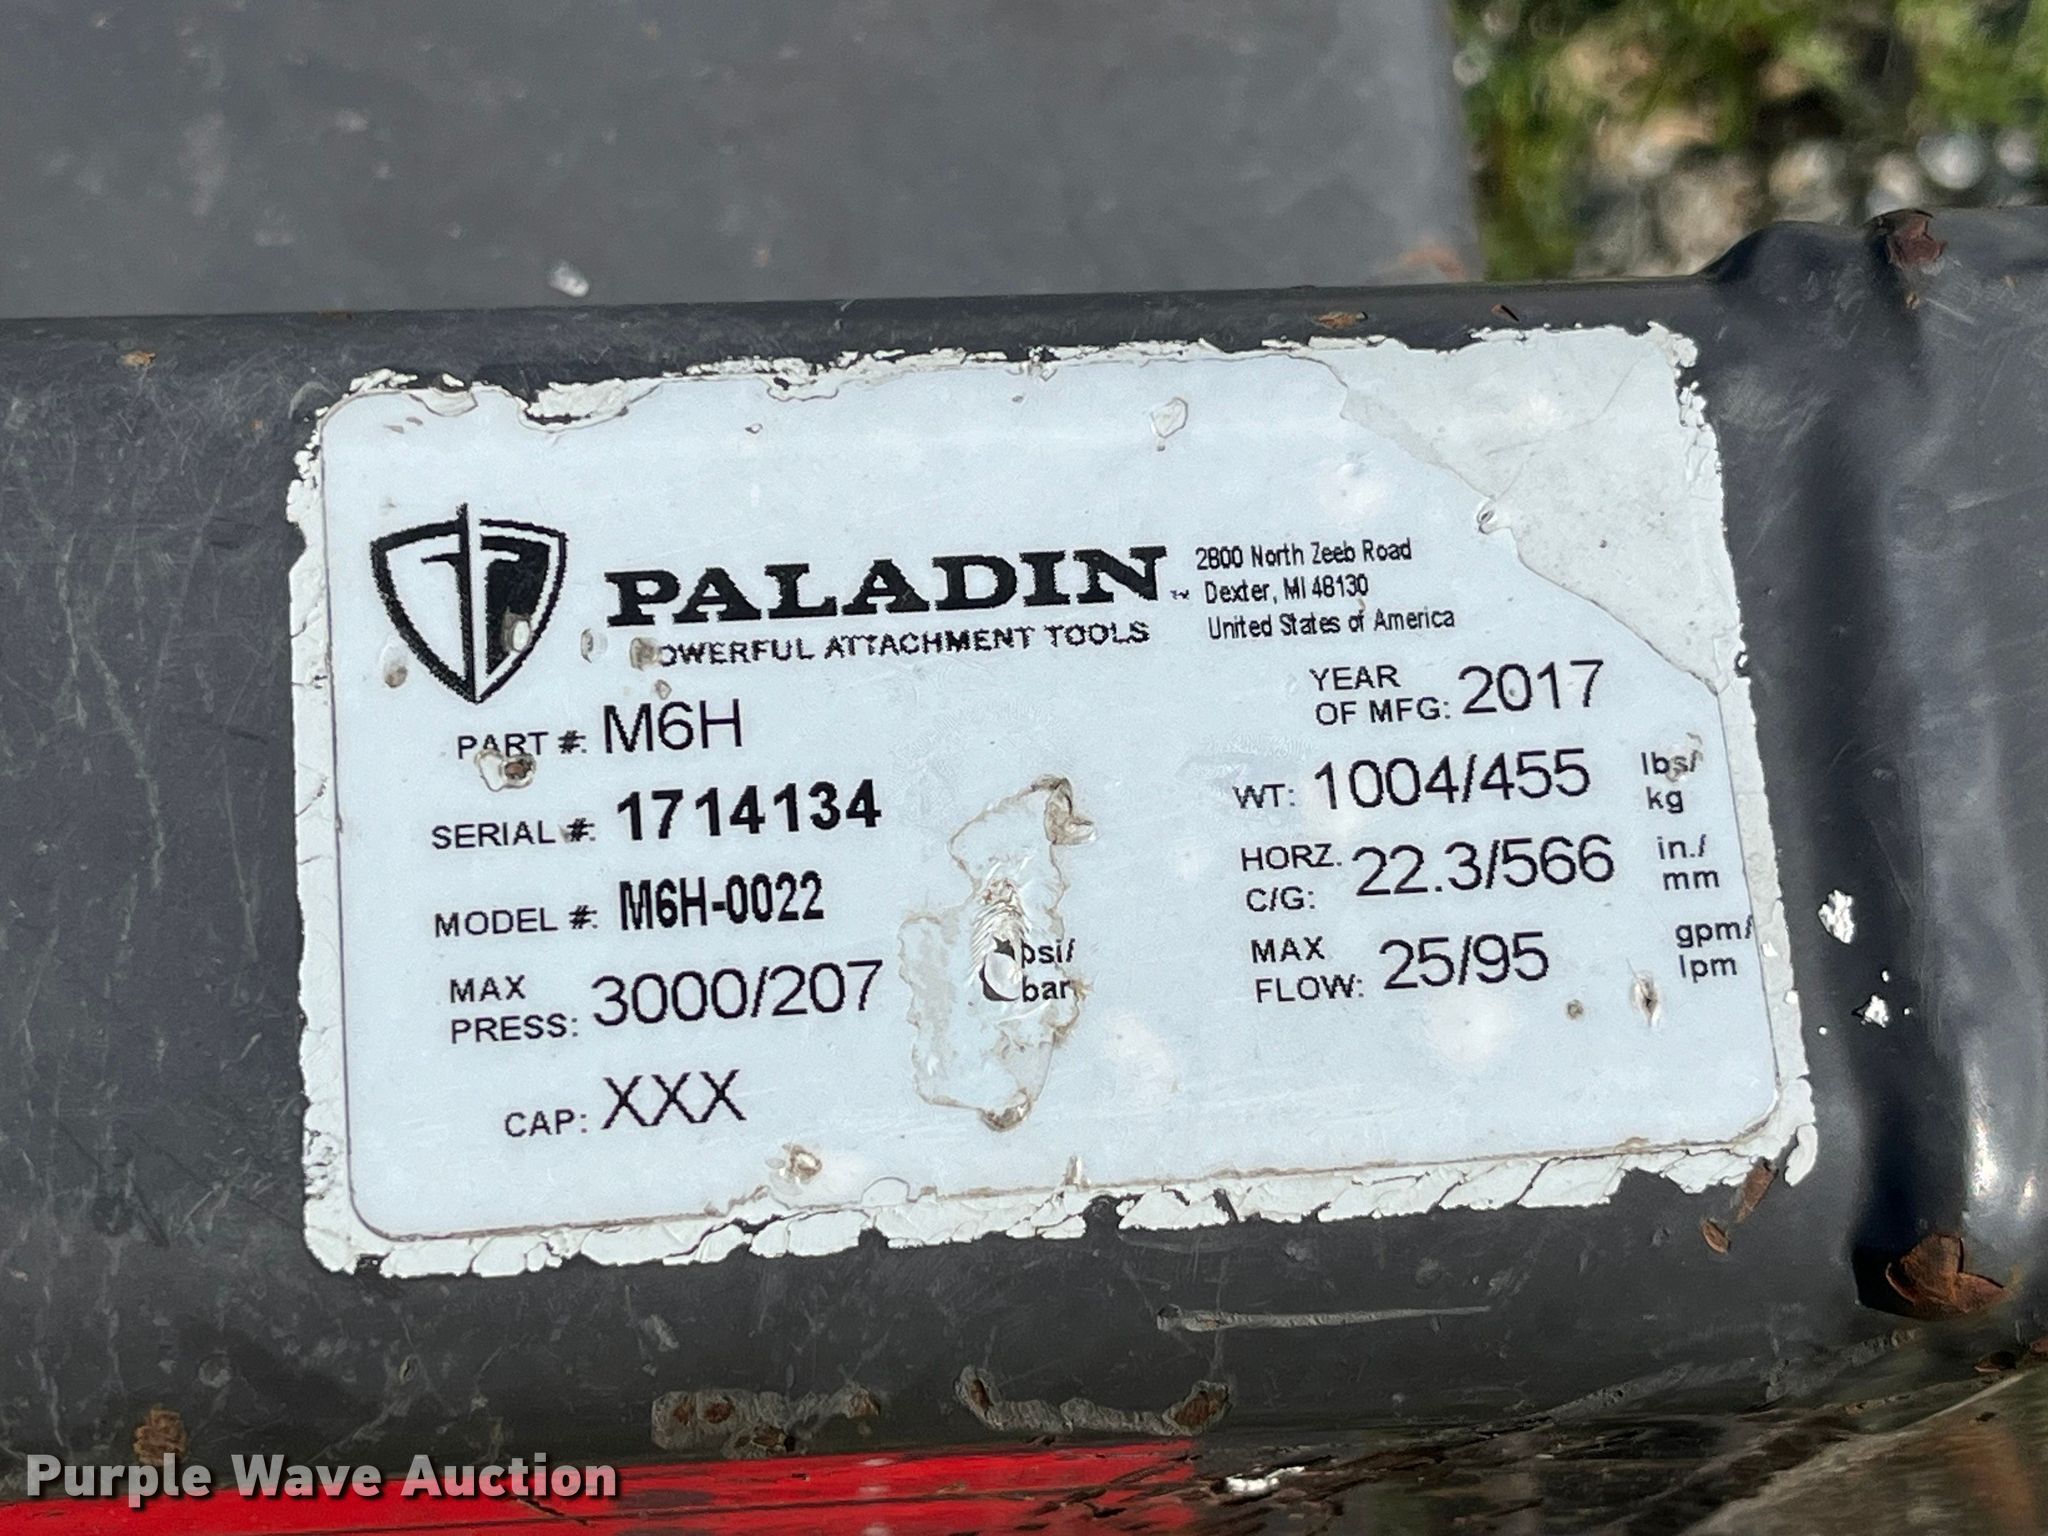 PALADIN™
POWERFUL ATTACHMENT TOOLS
2800 North Zeeb Road
Dexter, MI 48130
United States of America
PART #: M6H
SERIAL #: 1714134
MODEL #: M6H-0022
MAX PRESS: 3000/207 psi/ bar
CAP: XXX
YEAR OF MFG: 2017
WT: 1004/455 lbs/ kg
HORZ. C/G: 22.3/566 in./ mm
MAX FLOW: 25/95 gpm/ lpm
Purple Wave Auction